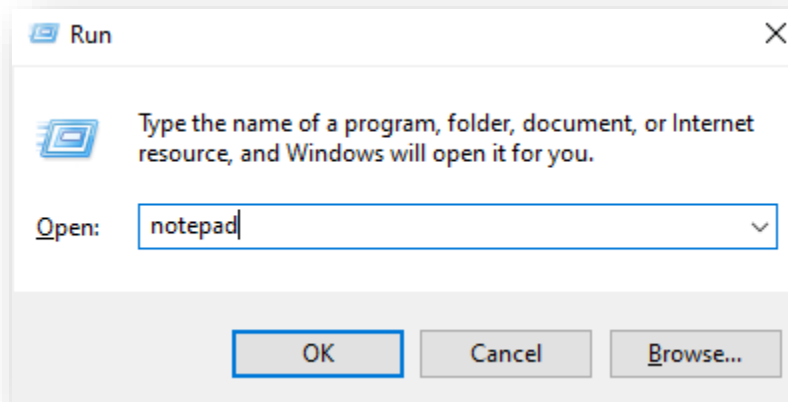 Run
Type the name of a program, folder, document, or Internet
resource, and Windows will open it for you.
Open: notepad
OK Cancel Browse...